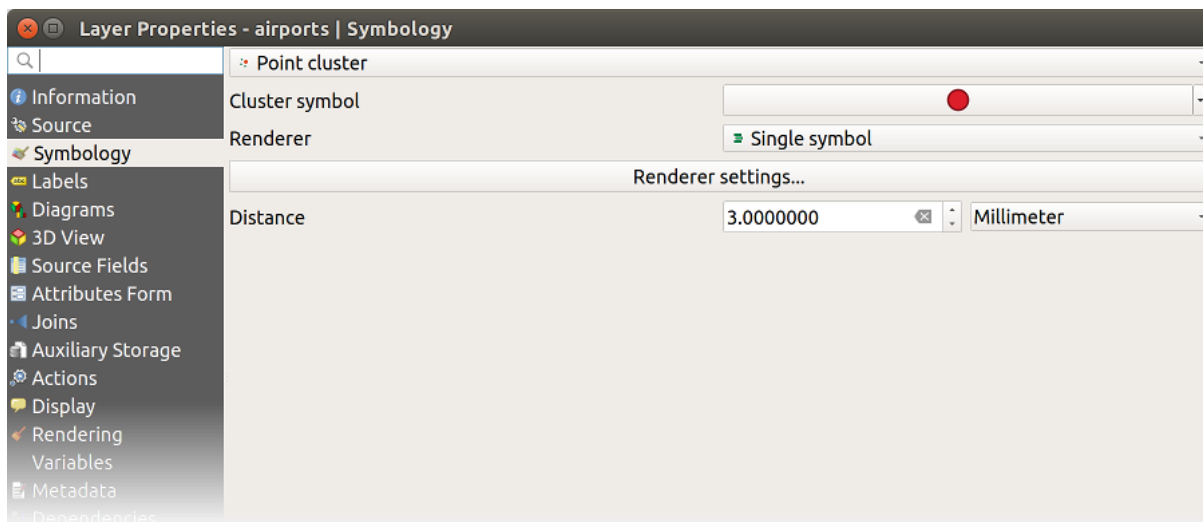 Layer Properties - airports | Symbology
Point cluster
Information
Cluster symbol
Source
Renderer
Single symbol
Symbology
Renderer settings...
Labels
Diagrams
Distance
3.0000000
Millimeter
3D View
Source Fields
Attributes Form
Joins
Auxiliary Storage
Actions
Display
Rendering
Variables
Metadata
Dependencies